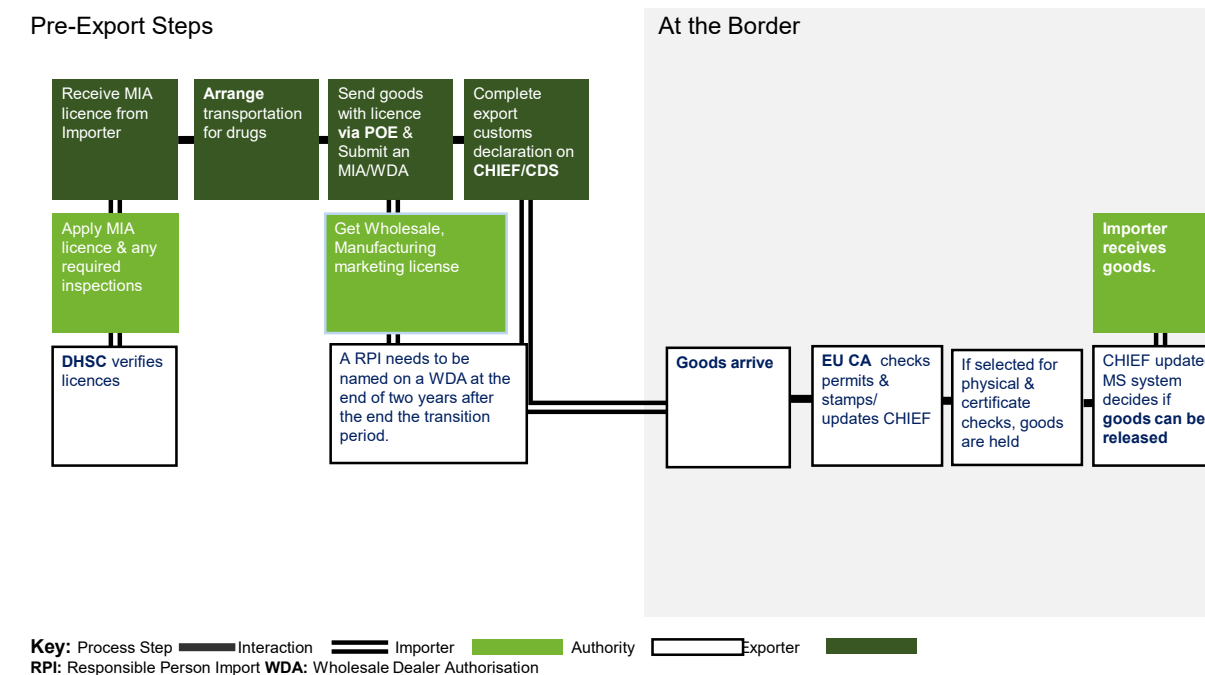 Pre-Export Steps
At the Border
Receive MIA
licence from
Importer
Arrange
transportation
for drugs
Send goods
with licence
via POE &
Submit an
MIA/WDA
Complete
export
customs
declaration on
CHIEF/CDS
Apply MIA
licence & any
required
inspections
Get Wholesale,
Manufacturing
marketing license
Importer
receives
goods.
DHSC verifies
licences
A RPI needs to be
named on a WDA at the
end of two years after
the end the transition
period.
Goods arrive
EU CA checks
permits &
stamps/
updates CHIEF
If selected for
physical &
certificate
checks, goods
are held
CHIEF updated
MS system
decides if
goods can be
released
Key: Process Step Interaction Importer Authority Exporter
RPI: Responsible Person Import WDA: Wholesale Dealer Authorisation